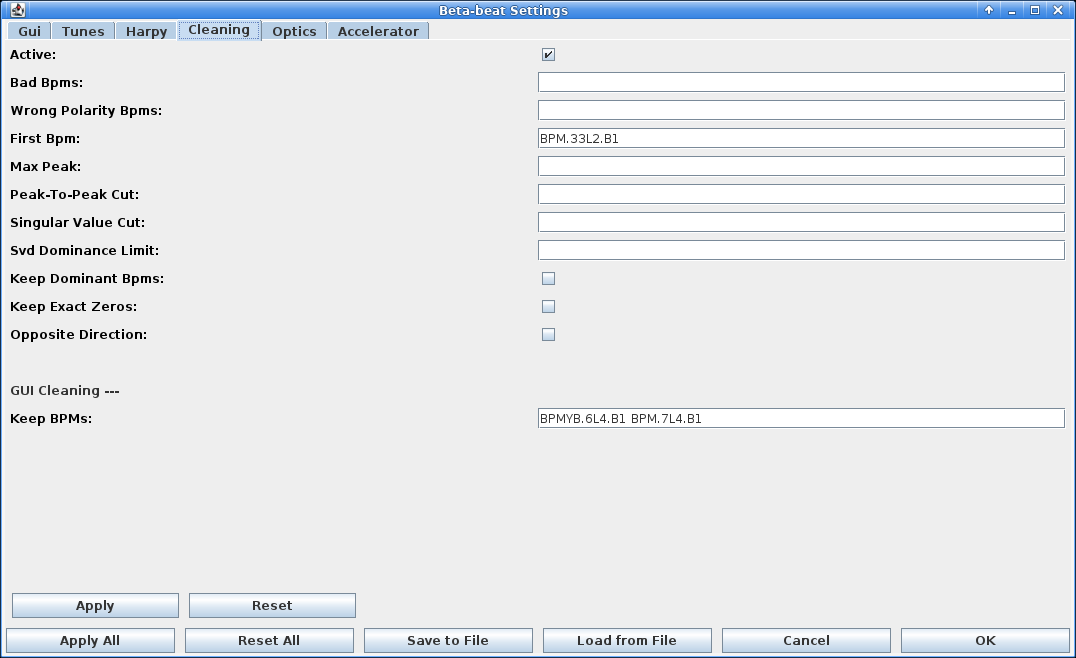 Beta-beat Settings
Gui Tunes Harpy Cleaning Optics Accelerator
Active:
Bad Bpms:
Wrong Polarity Bpms:
First Bpm: BPM.33L2.B1
Max Peak:
Peak-To-Peak Cut:
Singular Value Cut:
Svd Dominance Limit:
Keep Dominant Bpms:
Keep Exact Zeros:
Opposite Direction:
GUI Cleaning ---
Keep BPMs: BPMYB.6L4.B1 BPM.7L4.B1
Apply Reset
Apply All Reset All Save to File Load from File Cancel OK